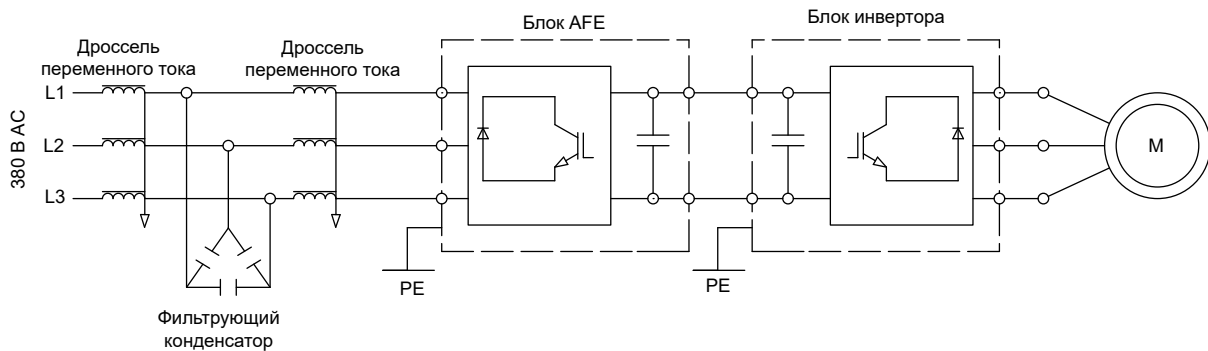 Блок AFE
Блок инвертора
Дроссель
переменного тока
Дроссель
переменного тока
380 В AC
L1
L2
L3
M
PE
PE
Фильтрующий
конденсатор